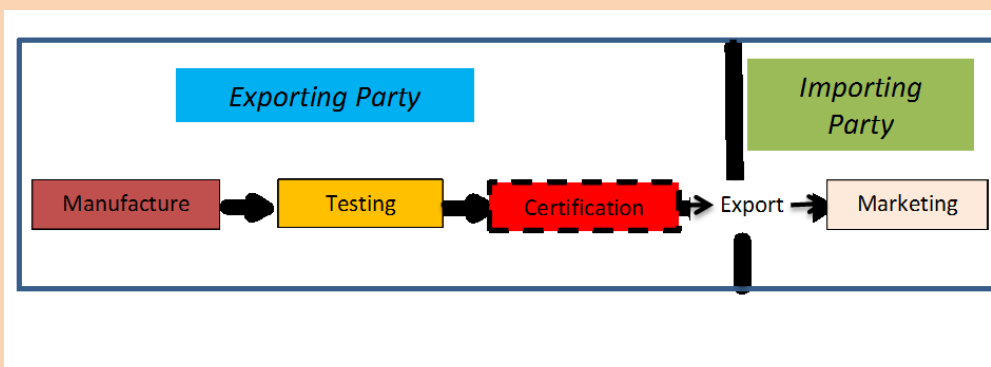 Exporting Party
Importing
Party
Manufacture
Testing
Certification
Export
Marketing